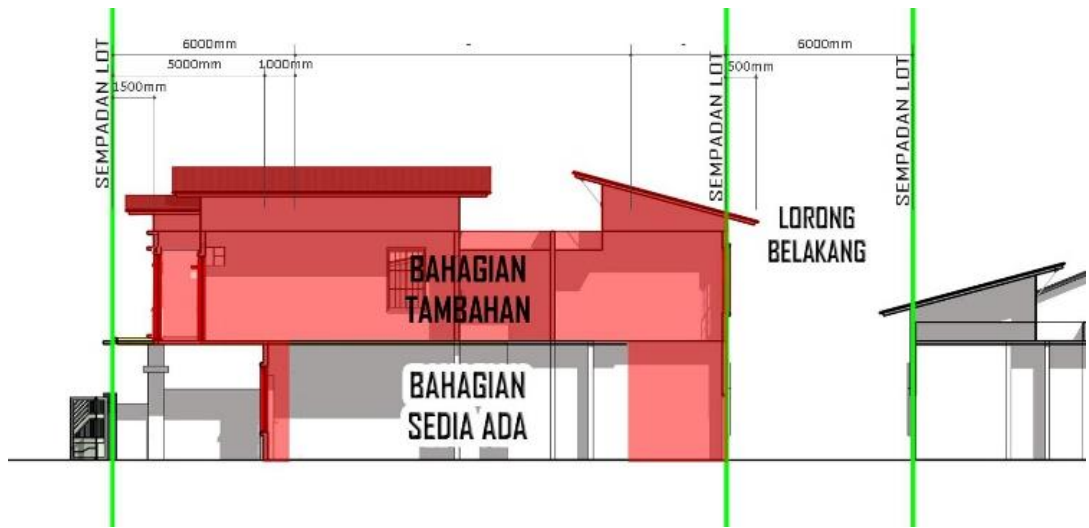 6000mm
-
-
6000mm
5000mm
1000mm
500mm
1500mm
SEMPADAN LOT
SEMPADAN LOT
SEMPADAN LOT
LORONG
BELAKANG
BAHAGIAN
TAMBAHAN
BAHAGIAN
SEDIA ADA